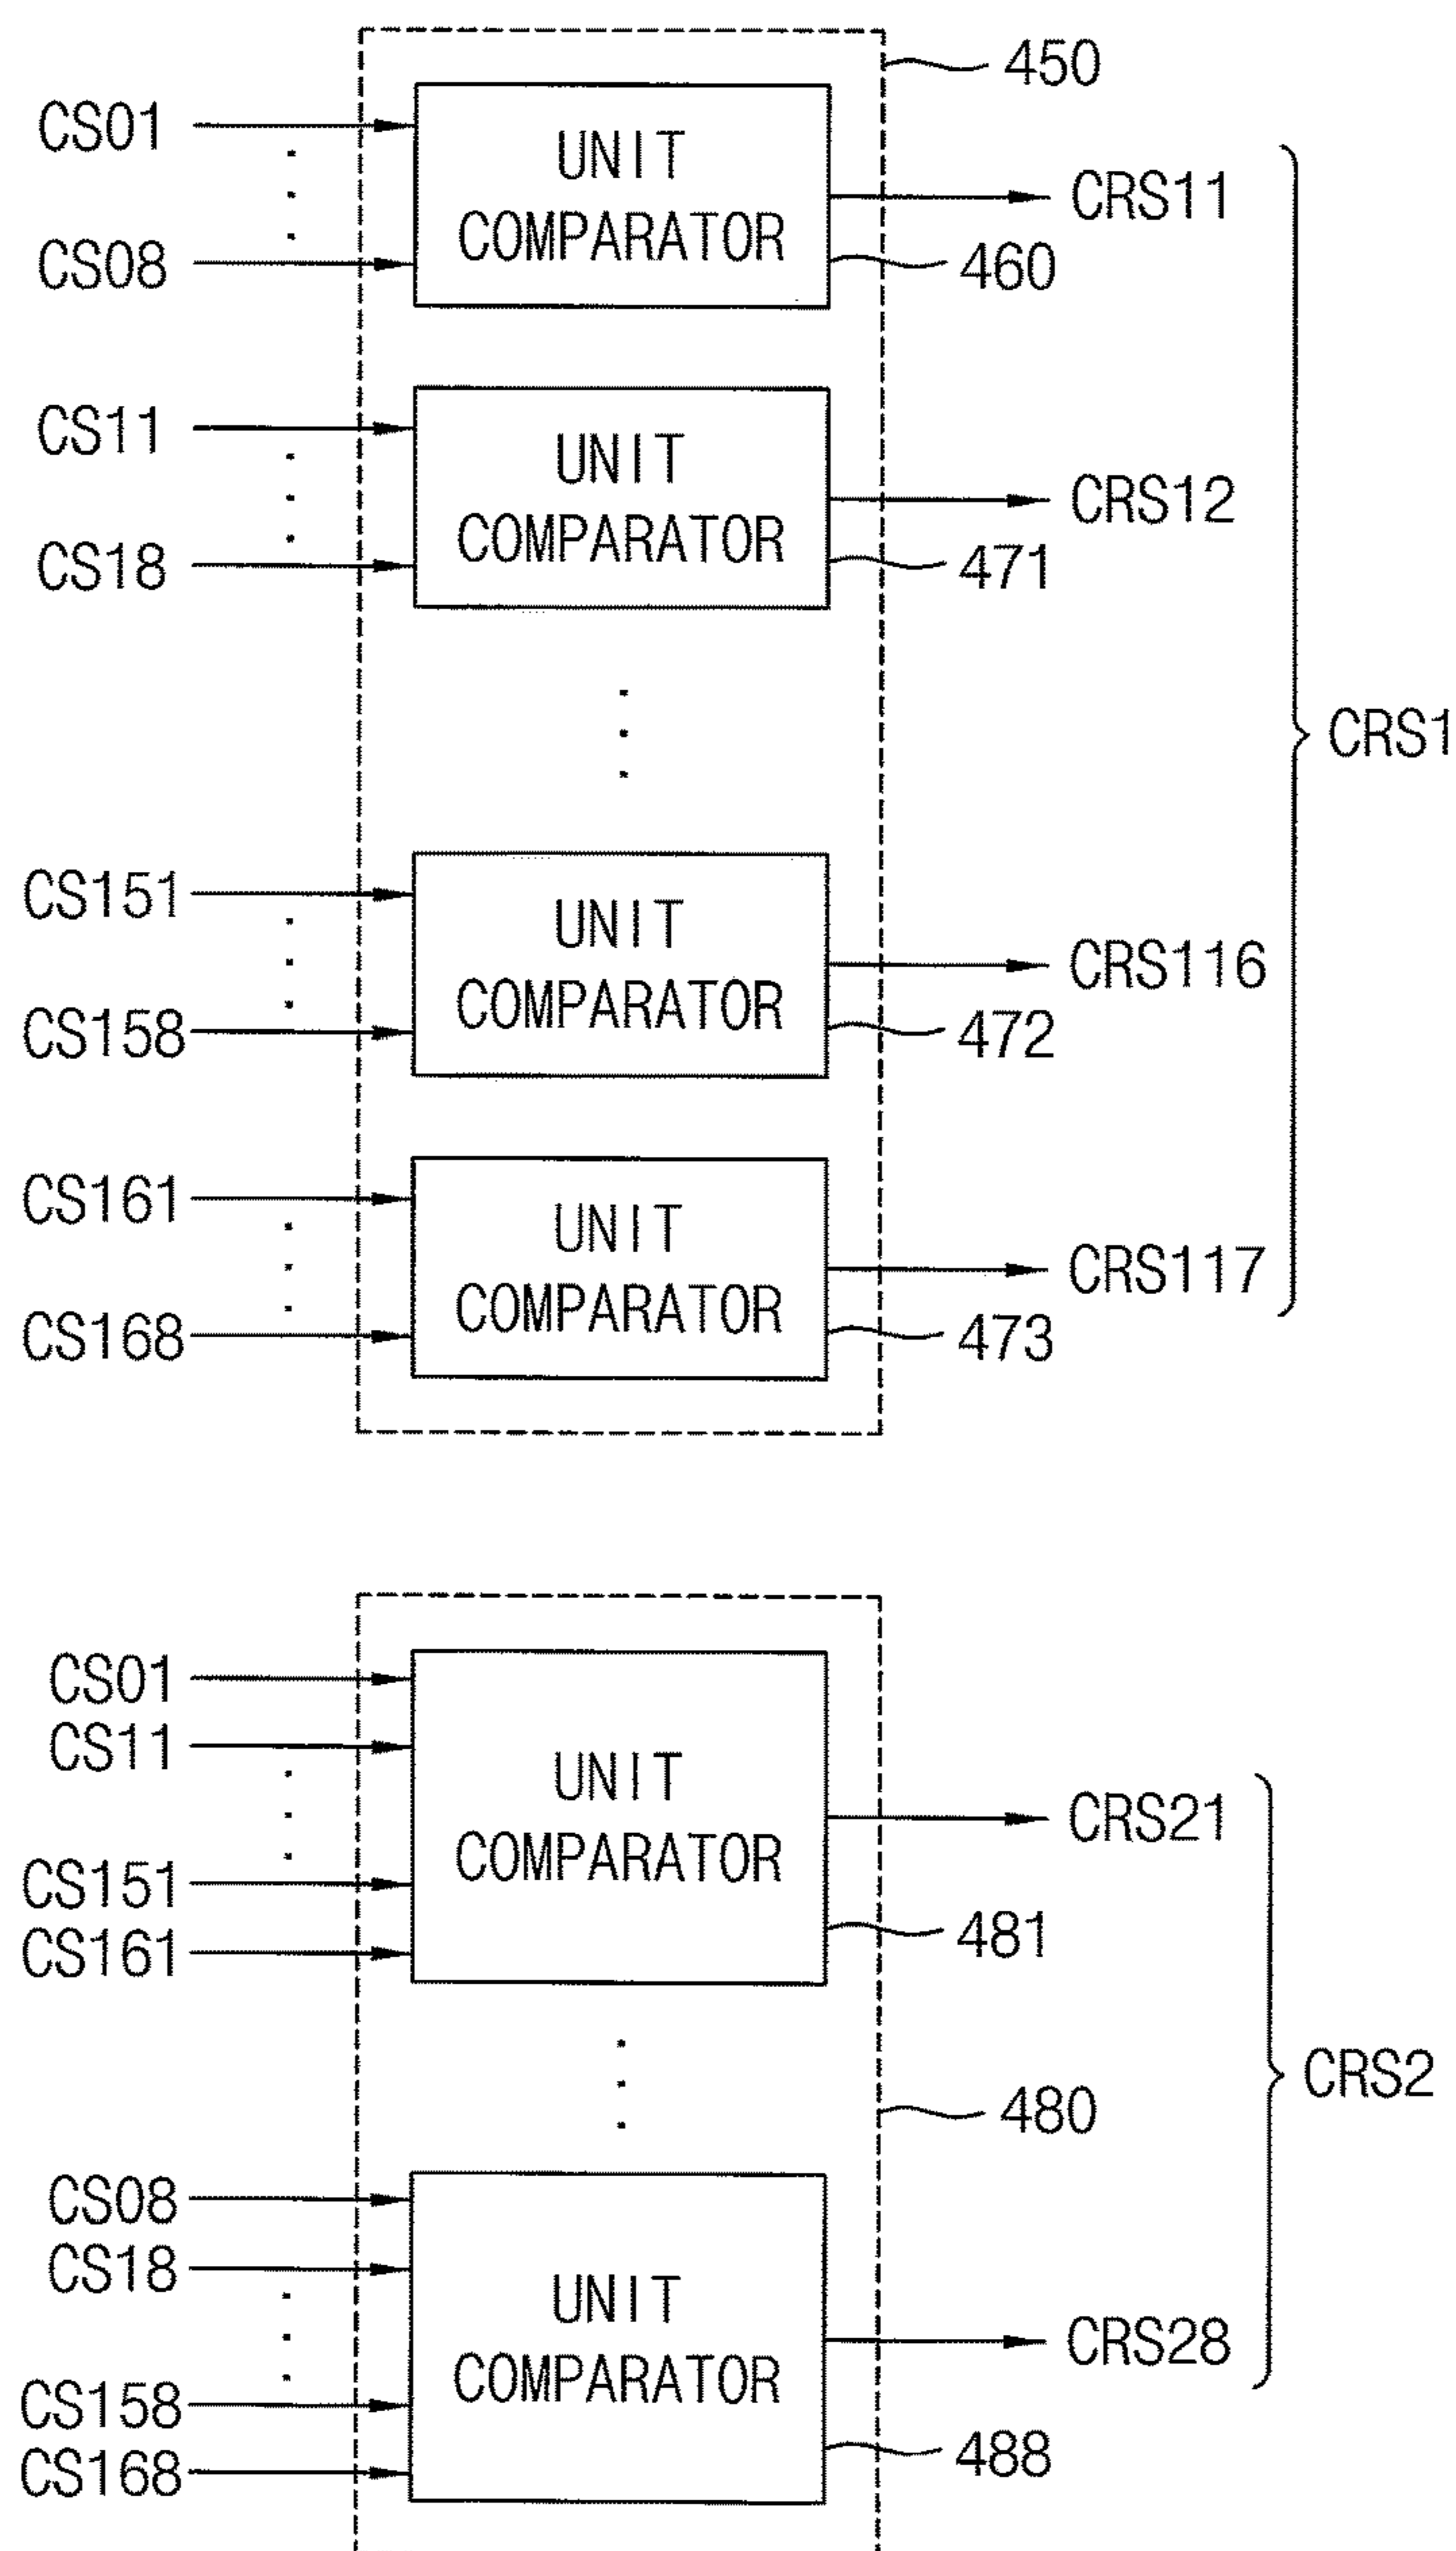 450
CS01
UNIT
COMPARATOR
CRS11
CS08
460
CS11
UNIT
COMPARATOR
CRS12
CS18
471
CRS1
CS151
UNIT
COMPARATOR
CRS116
CS158
472
CS161
UNIT
COMPARATOR
CRS117
CS168
473
CS01
CS11
UNIT
COMPARATOR
CRS21
CS151
CS161
481
CRS2
480
CS08
CS18
UNIT
COMPARATOR
CRS28
CS158
CS168
488